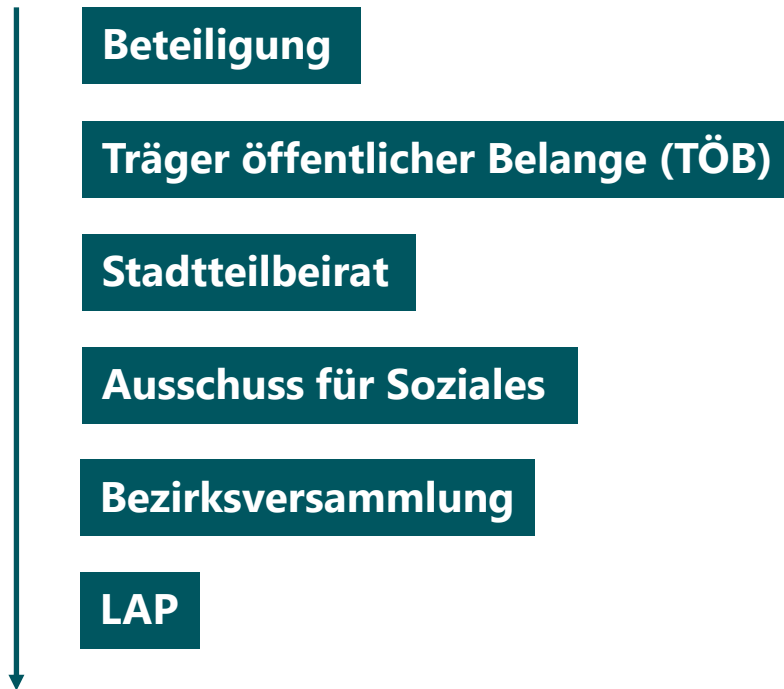 Beteiligung
Träger öffentlicher Belange (TÖB)
Stadtteilbeirat
Ausschuss für Soziales
Bezirksversammlung
LAP